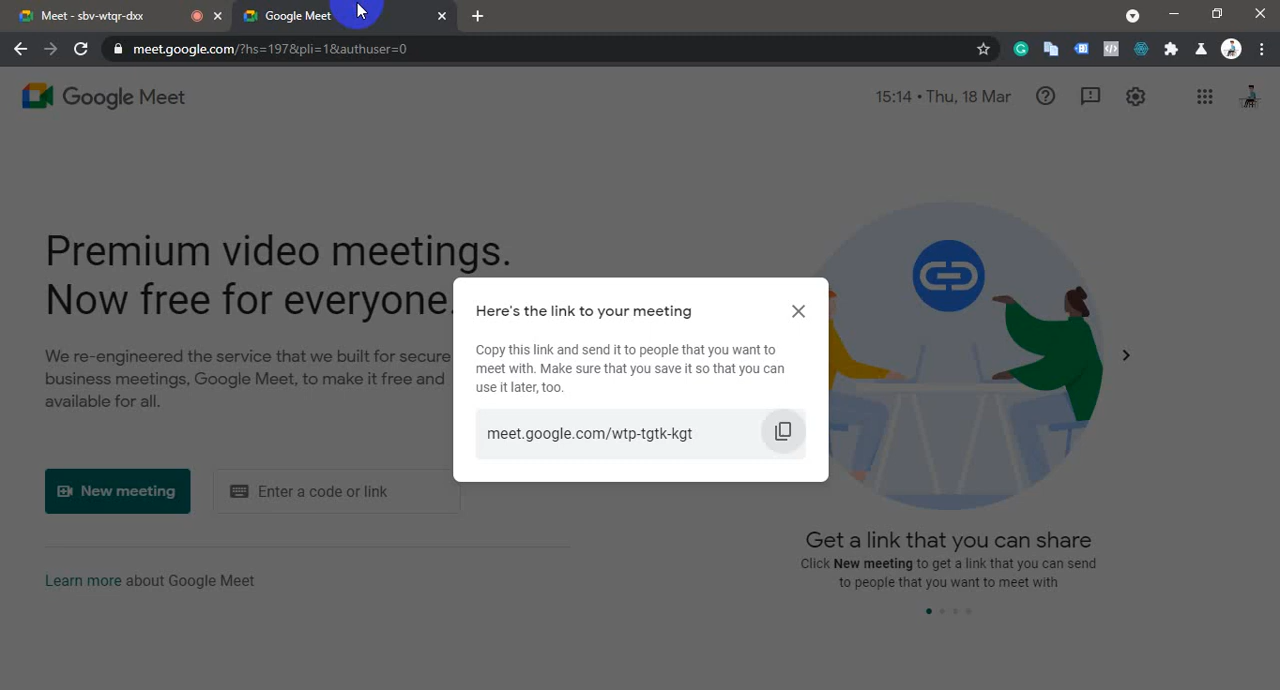 Meet - sbv-wtqr-dxx
Google Meet
meet.google.com/?hs=197&pli=1&authuser=0
Google Meet
15:14 • Thu, 18 Mar
Premium video meetings.
Now free for everyone.
We re-engineered the service that we built for secure
business meetings, Google Meet, to make it free and
available for all.
New meeting
Enter a code or link
Learn more about Google Meet
Here's the link to your meeting
Copy this link and send it to people that you want to
meet with. Make sure that you save it so that you can
use it later, too.
meet.google.com/wtp-tgtk-kgt
Get a link that you can share
Click New meeting to get a link that you can send
to people that you want to meet with